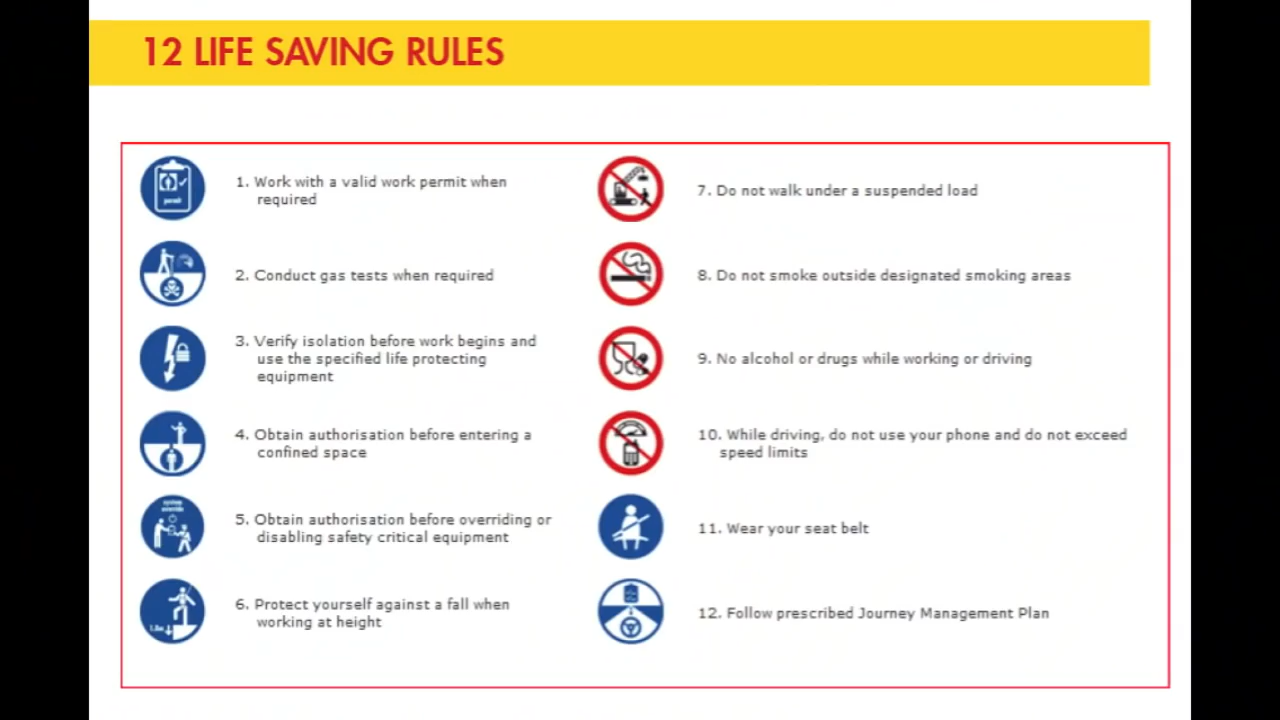 12 LIFE SAVING RULES
1. Work with a valid work permit when
required
2. Conduct gas tests when required
3. Verify isolation before work begins and
use the specified life protecting
equipment
4. Obtain authorisation before entering a
confined space
5. Obtain authorisation before overriding or
disabling safety critical equipment
6. Protect yourself against a fall when
working at height
7. Do not walk under a suspended load
8. Do not smoke outside designated smoking areas
9. No alcohol or drugs while working or driving
10. While driving, do not use your phone and do not exceed
speed limits
11. Wear your seat belt
12. Follow prescribed Journey Management Plan
permit
system
override